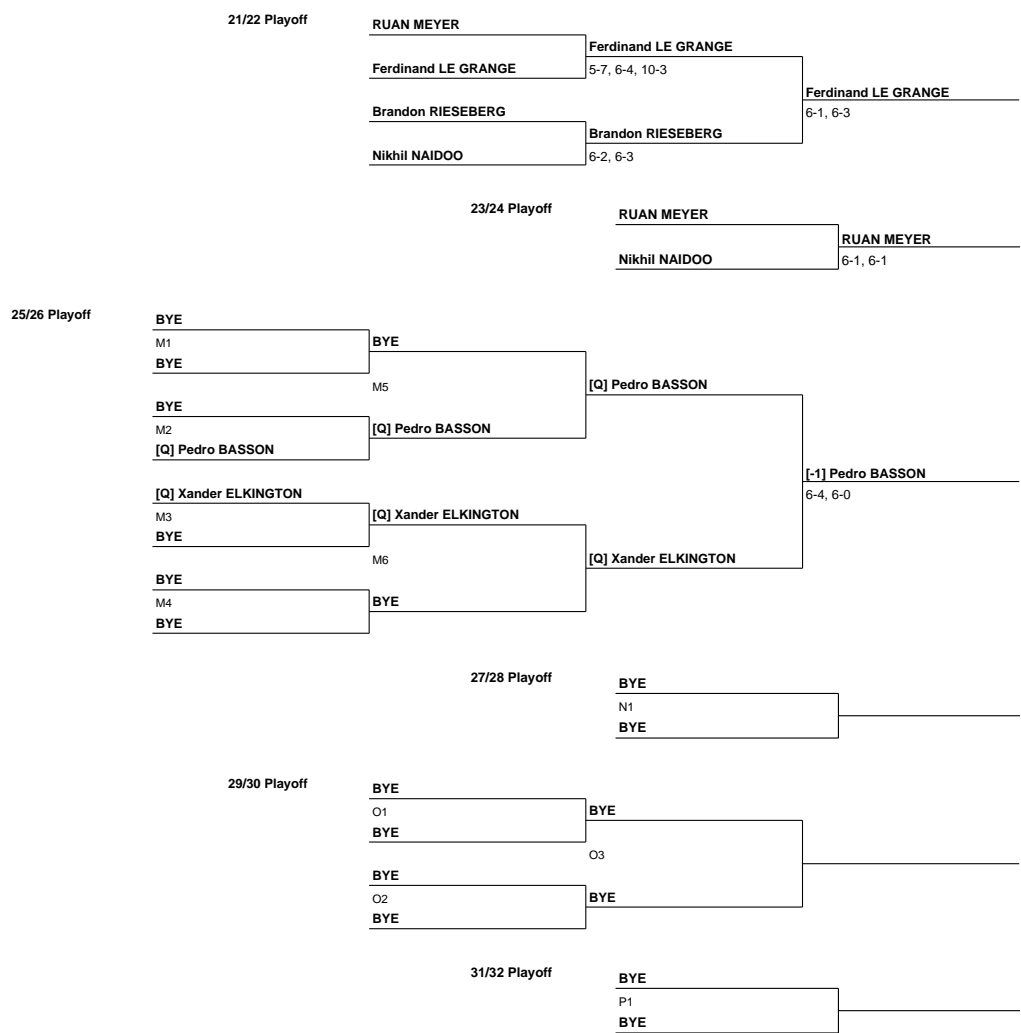 21/22 Playoff
RUAN MEYER
Ferdinand LE GRANGE
Ferdinand LE GRANGE
5-7, 6-4, 10-3
Ferdinand LE GRANGE
6-1, 6-3
Brandon RIESEBERG
Brandon RIESEBERG
Nikhil NAIDOO
6-2, 6-3
23/24 Playoff
RUAN MEYER
RUAN MEYER
Nikhil NAIDOO
6-1, 6-1
25/26 Playoff
BYE
M1
BYE
BYE
M5
[Q] Pedro BASSON
BYE
M2
[Q] Pedro BASSON
[Q] Pedro BASSON
[-1] Pedro BASSON
6-4, 6-0
[Q] Xander ELKINGTON
M3
[Q] Xander ELKINGTON
BYE
M6
[Q] Xander ELKINGTON
BYE
M4
BYE
BYE
27/28 Playoff
BYE
N1
BYE
29/30 Playoff
BYE
O1
BYE
BYE
O3
BYE
O2
BYE
BYE
31/32 Playoff
BYE
P1
BYE